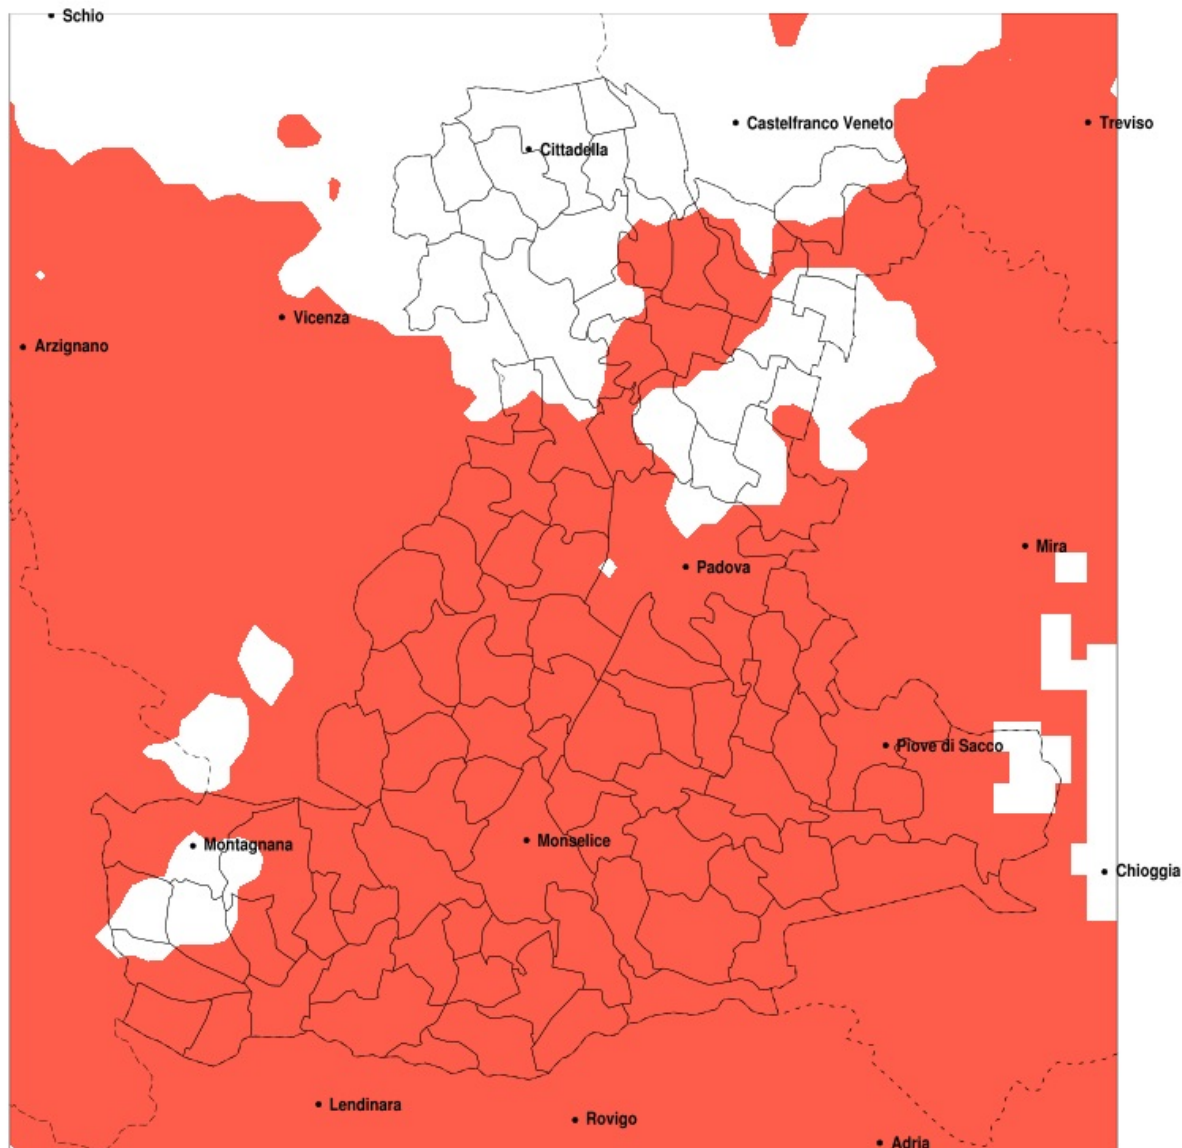 Schio
Castelfranco Veneto
Treviso
Cittadella
Vicenza
Arzignano
Mira
Padova
Piove di Sacco
Monselice
Montagnana
Chioggia
Lendinara
Rovigo
Adria